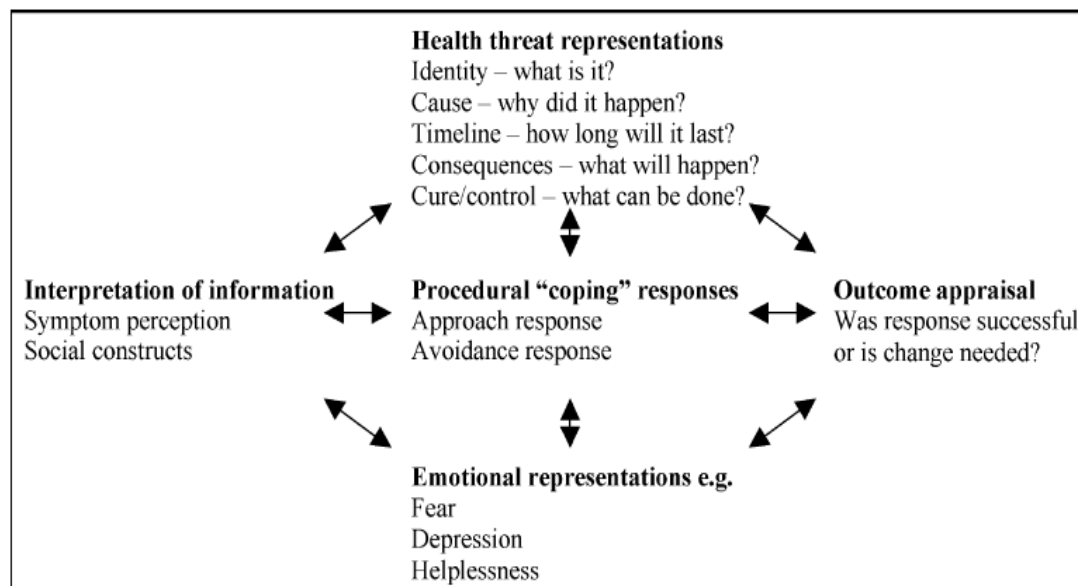 Health threat representations
Identity – what is it?
Cause – why did it happen?
Timeline – how long will it last?
Consequences – what will happen?
Cure/control – what can be done?
Interpretation of information
Symptom perception
Social constructs
Procedural “coping” responses
Approach response
Avoidance response
Outcome appraisal
Was response successful
or is change needed?
Emotional representations e.g.
Fear
Depression
Helplessness